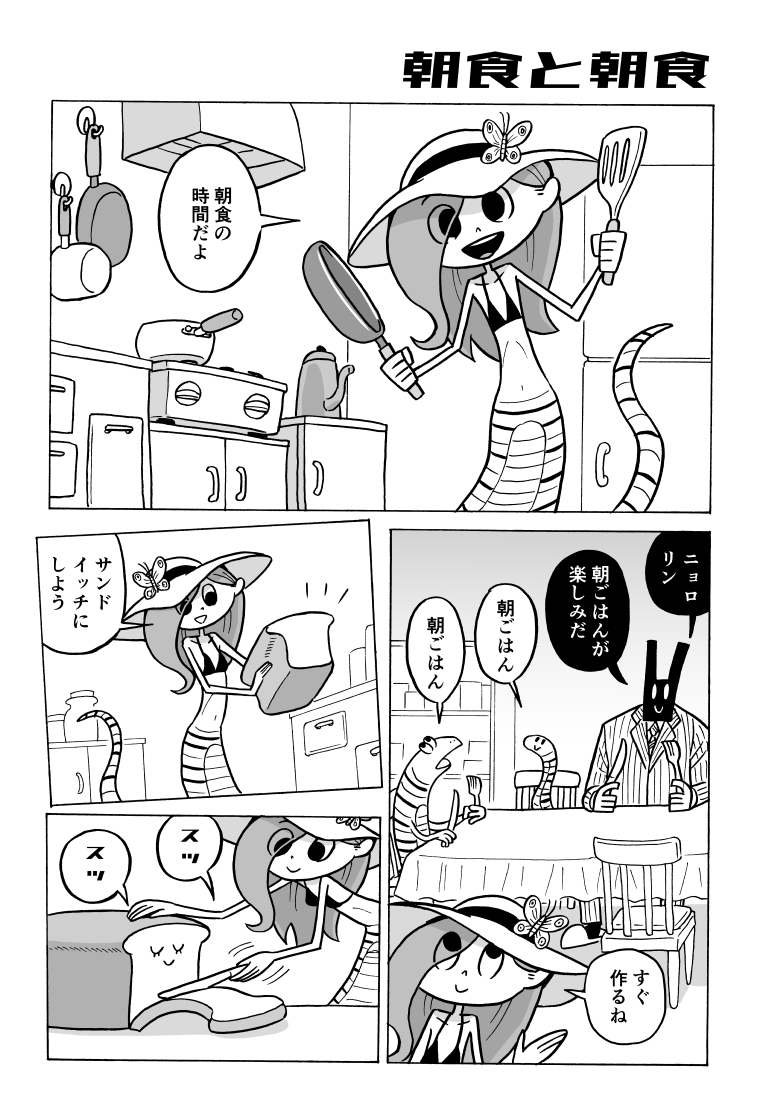 朝食と朝食
朝食の
時間だよ
ニョロ
リン
朝ごはんが
楽しみだ
朝ごはん
朝ごはん
すぐ
作るね
サンド
イッチに
しよう
スッ
スッ